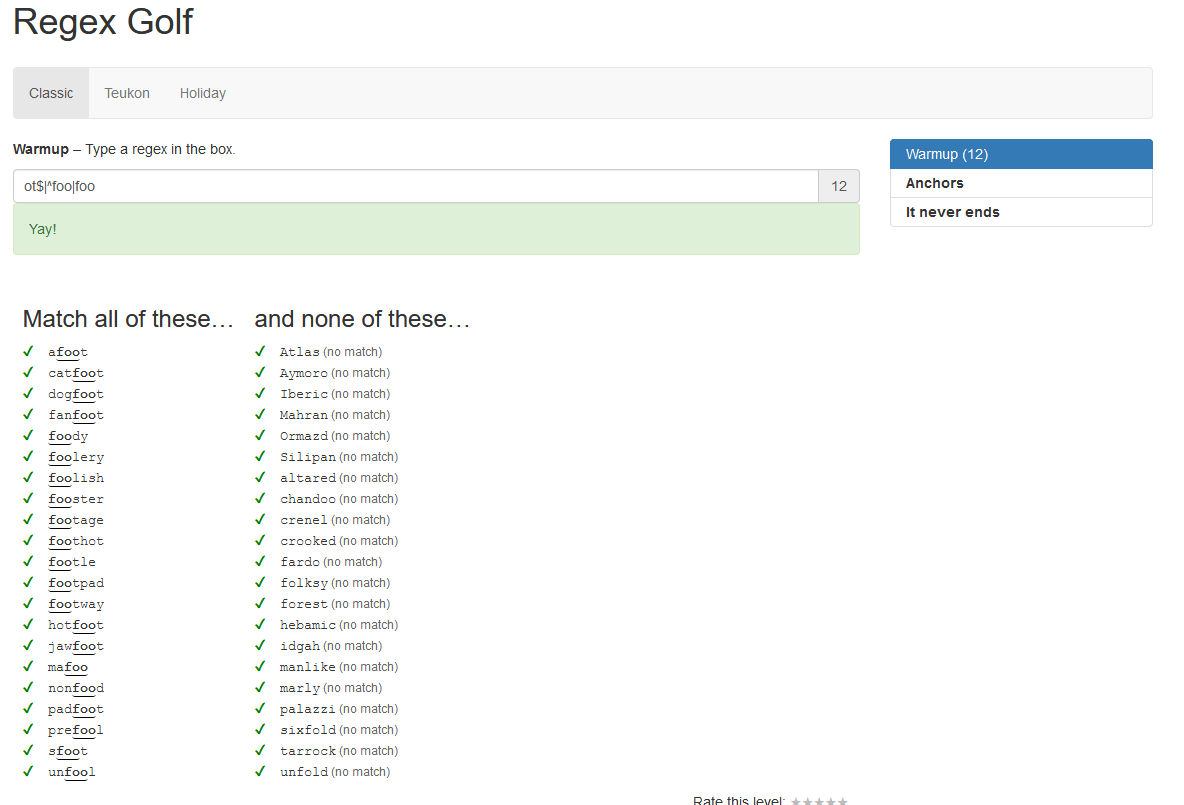 Regex Golf
Classic Teukon Holiday
Warmup – Type a regex in the box.
ot$|^foo|foo 12
Yay!
Warmup (12)
Anchors
It never ends
Match all of these… and none of these…
✓ afoot ✓ Atlas (no match)
✓ catfoot ✓ Aymoro (no match)
✓ dogfoot ✓ Iberic (no match)
✓ fanfoot ✓ Mahran (no match)
✓ foody ✓ Ormazd (no match)
✓ foolery ✓ Silipan (no match)
✓ foolish ✓ altared (no match)
✓ fooster ✓ chandoo (no match)
✓ footage ✓ crenel (no match)
✓ foothot ✓ crooked (no match)
✓ footle ✓ fardo (no match)
✓ footpad ✓ folksy (no match)
✓ footway ✓ forest (no match)
✓ hotfoot ✓ hebamic (no match)
✓ jawfoot ✓ idgah (no match)
✓ mafoo ✓ manlike (no match)
✓ nonfood ✓ marly (no match)
✓ padfoot ✓ palazzi (no match)
✓ prefool ✓ sixfold (no match)
✓ sfoot ✓ tarrock (no match)
✓ unfool ✓ unfold (no match)
Rate this level: ★★★★★